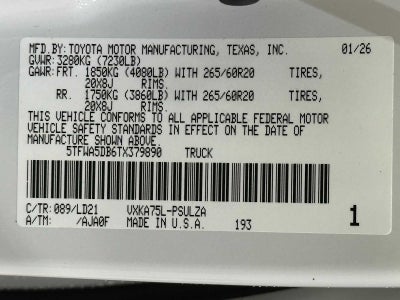 MFD.BY:TOYOTA MOTOR MANUFACTURING, TEXAS, INC. 01/26
GVWR:3280KG (7230LB)
GAWR:FRT. 1850KG (4080LB) WITH 265/60R20 TIRES,
20X8J RIMS.
RR. 1750KG (3860LB) WITH 265/60R20 TIRES,
20X8J RIMS.
THIS VEHICLE CONFORMS TO ALL APPLICABLE FEDERAL MOTOR
VEHICLE SAFETY STANDARDS IN EFFECT ON THE DATE OF
MANUFACTURE SHOWN ABOVE
5TFWA5DB6TX379890 TRUCK
C/TR:089/LD21 VXKA75L-PSULZA
A/TM: /AJA0F MADE IN U.S.A. 193 1